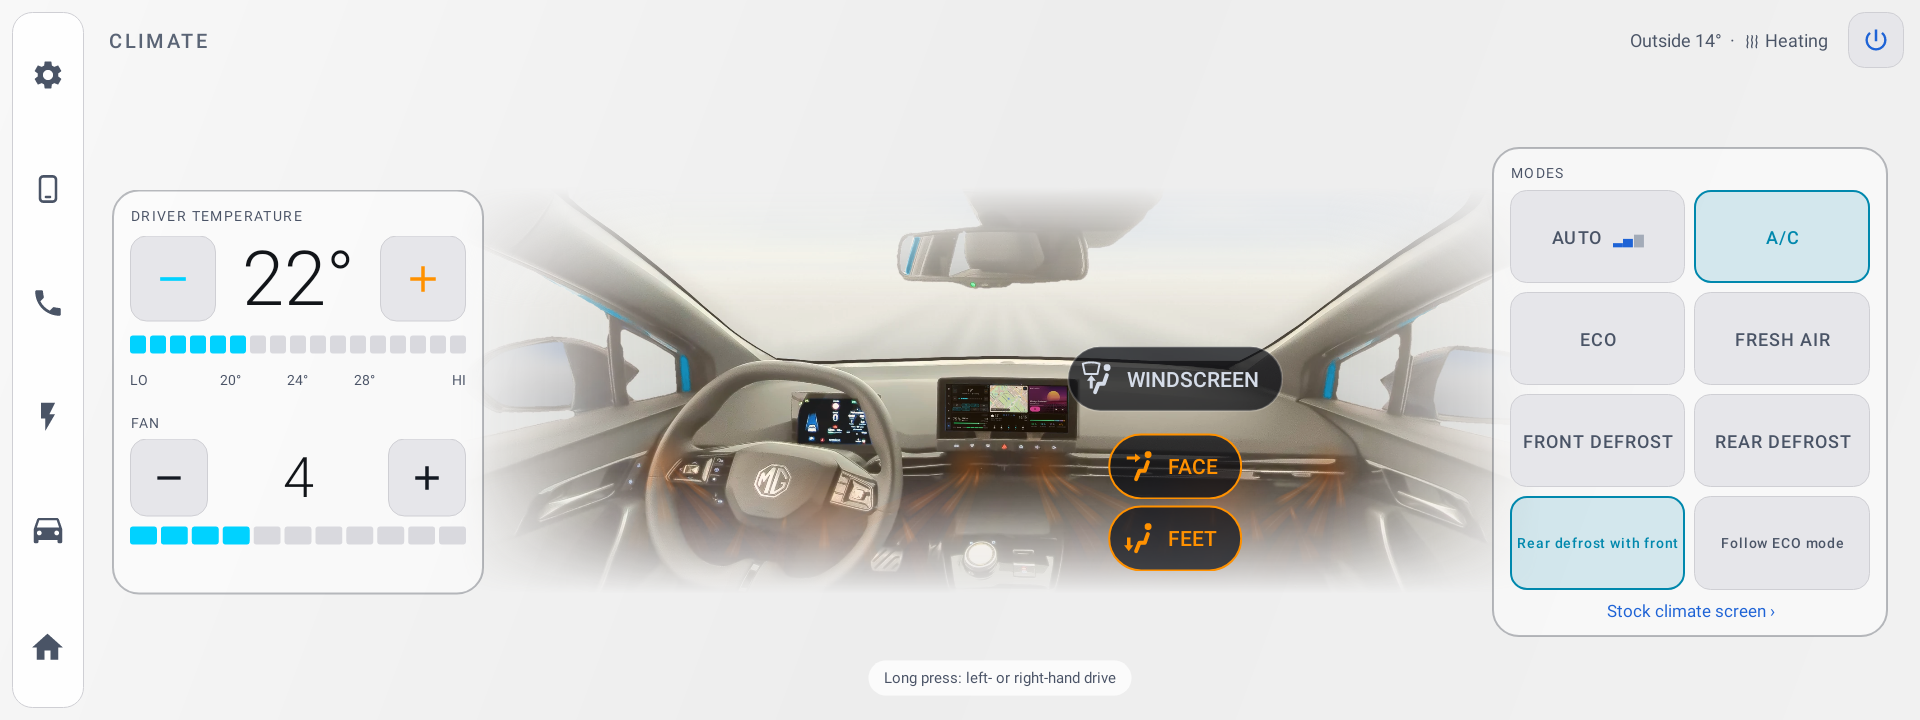 CLIMATE
Outside 14° · Heating
DRIVER TEMPERATURE
− 22° +
LO 20° 24° 28° HI
FAN
− 4 +
MG
WINDSCREEN
FACE
FEET
MODES
AUTO
A/C
ECO
FRESH AIR
FRONT DEFROST
REAR DEFROST
Rear defrost with front
Follow ECO mode
Stock climate screen ›
Long press: left- or right-hand drive